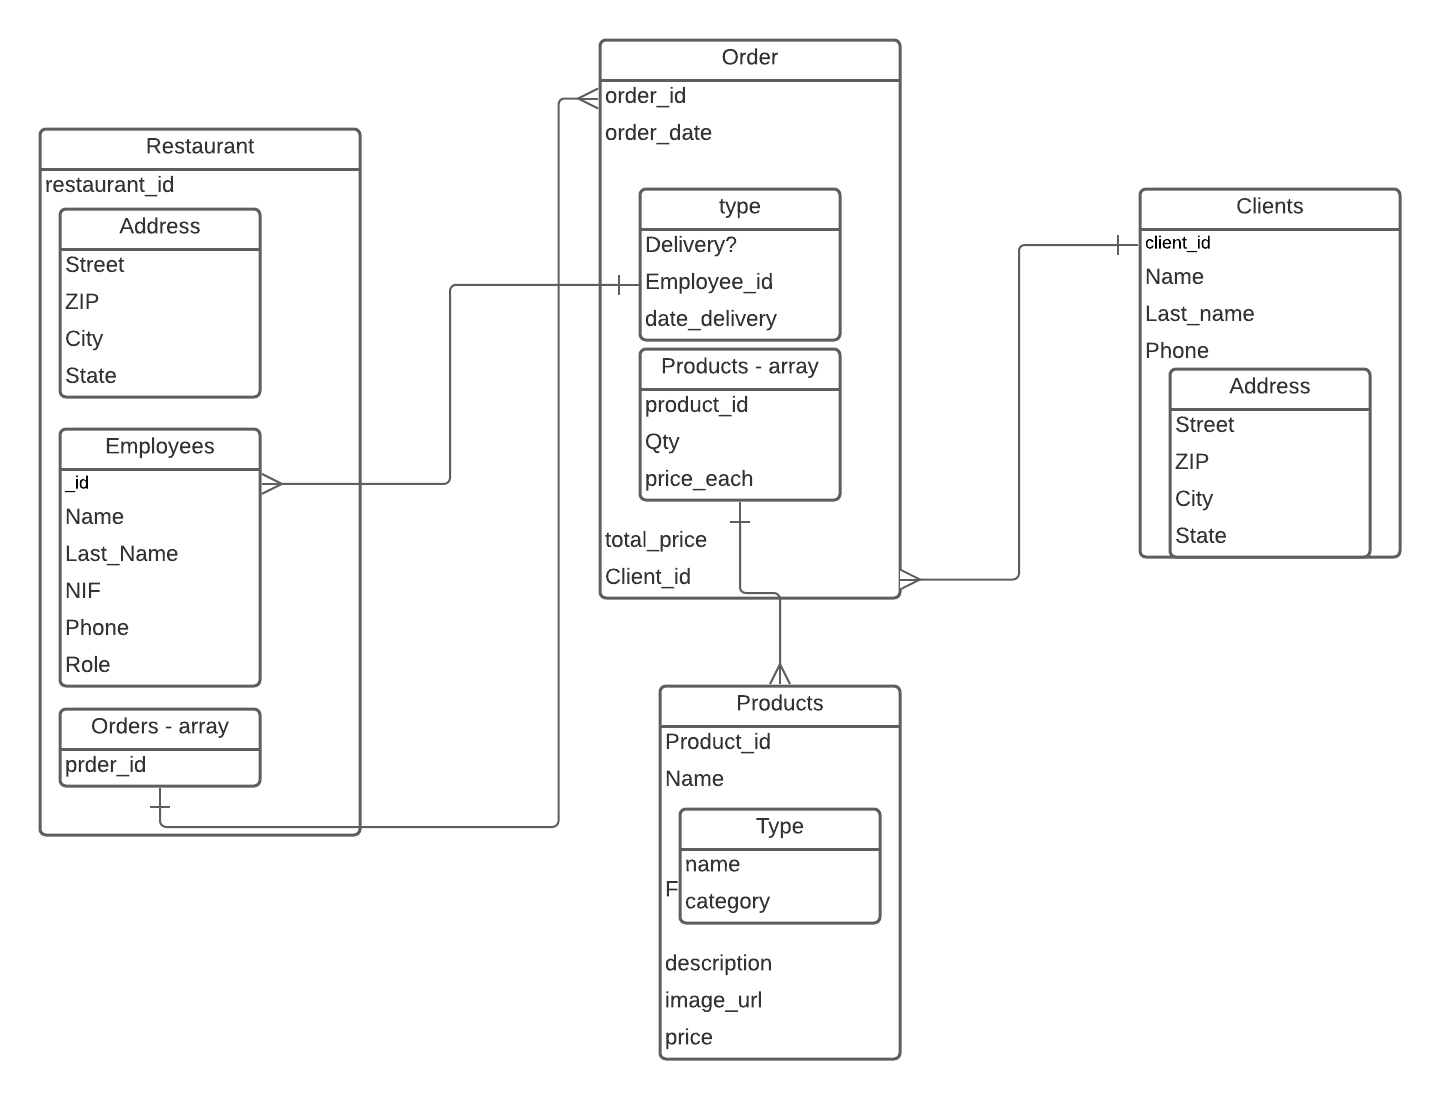 Restaurant
restaurant_id
Address
Street
ZIP
City
State
Employees
_id
Name
Last_Name
NIF
Phone
Role
Orders - array
prder_id
Order
order_id
order_date
type
Delivery?
Employee_id
date_delivery
Products - array
product_id
Qty
price_each
total_price
Client_id
Products
Product_id
Name
Type
name
F
category
description
image_url
price
Clients
client_id
Name
Last_name
Phone
Address
Street
ZIP
City
State